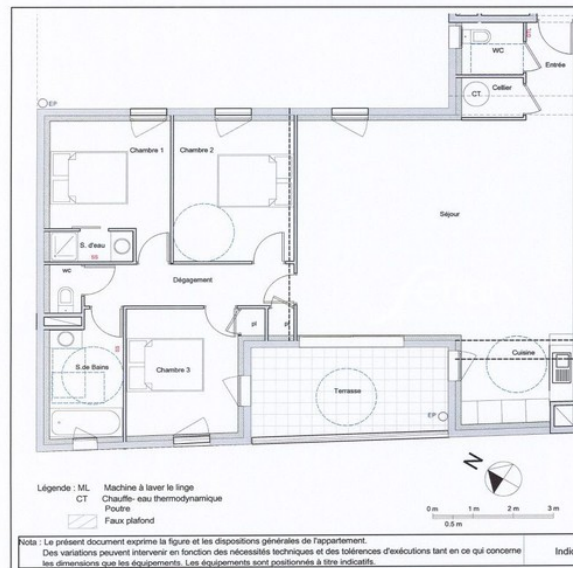 WC
Entrée
Cellier
CT
EP
Chambre 1
Chambre 2
Séjour
S. d'eau
wc
Dégagement
pl
pl
S.de Bains
Chambre 3
Terrasse
EP
Cuisine
N
Légende : ML Machine à laver le linge
CT Chauffe- eau thermodynamique
Poutre
Faux plafond
0 m 1 m 2 m 3 m
0.5 m
Nota : Le présent document exprime la figure et les dispositions générales de l'appartement.
Des variations peuvent intervenir en fonction des nécessités techniques et des tolérences d'exécutions tant en ce qui concerne
les dimensions que les équipements. Les équipements sont positionnés à titre indicatifs.
Indic